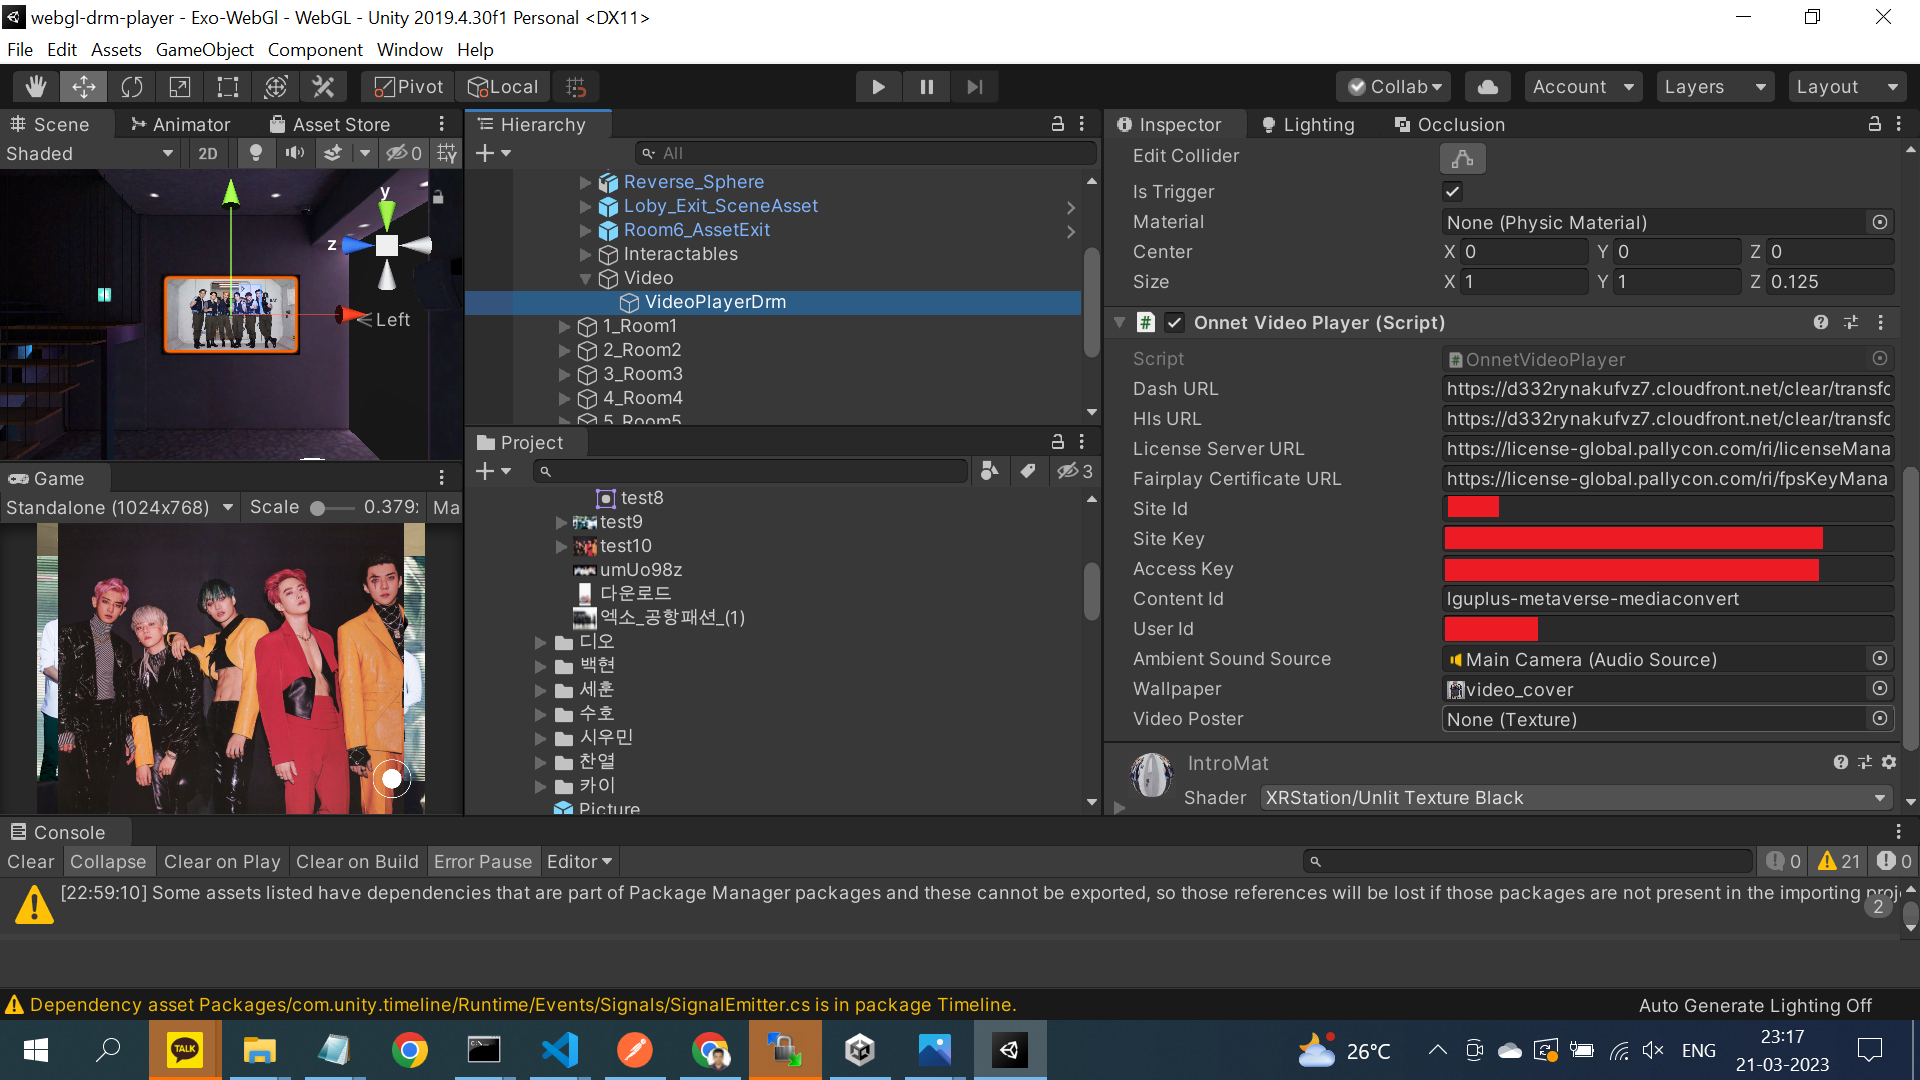 webgl-drm-player - Exo-WebGl - WebGL - Unity 2019.4.30f1 Personal <DX11>
File Edit Assets GameObject Component Window Help
Pivot Local Collab Account Layers Layout
Scene Animator Asset Store
Shaded 2D 0
y
z
Left
Game
Standalone (1024x768) Scale 0.379 Ma
Hierarchy
All
Reverse_Sphere
Loby_Exit_SceneAsset
Room6_AssetExit
Interactables
Video
VideoPlayerDrm
1_Room1
2_Room2
3_Room3
4_Room4
5_Room5
Project
3
test8
test9
test10
umUo98z
다운로드
엑소_공항패션_(1)
디오
백현
세훈
수호
시우민
찬열
카이
Picture
Inspector Lighting Occlusion
Edit Collider
Is Trigger
Material None (Physic Material)
Center X 0 Y 0 Z 0
Size X 1 Y 1 Z 0.125
# Onnet Video Player (Script)
Script #OnnetVideoPlayer
Dash URL https://d332rynakufvz7.cloudfront.net/clear/transfo
Hls URL https://d332rynakufvz7.cloudfront.net/clear/transfo
License Server URL https://license-global.pallycon.com/ri/licenseMana
Fairplay Certificate URL https://license-global.pallycon.com/ri/fpsKeyMana
Site Id
Site Key
Access Key
Content Id lguplus-metaverse-mediaconvert
User Id
Ambient Sound Source Main Camera (Audio Source)
Wallpaper video_cover
Video Poster None (Texture)
IntroMat
Shader XRStation/Unlit Texture Black
Console
Clear Collapse Clear on Play Clear on Build Error Pause Editor 0 21 0
[22:59:10] Some assets listed have dependencies that are part of Package Manager packages and these cannot be exported, so those references will be lost if those packages are not present in the importing proj
2
Dependency asset Packages/com.unity.timeline/Runtime/Events/Signals/SignalEmitter.cs is in package Timeline.
Auto Generate Lighting Off
TALK
26°C ENG 23:17
21-03-2023